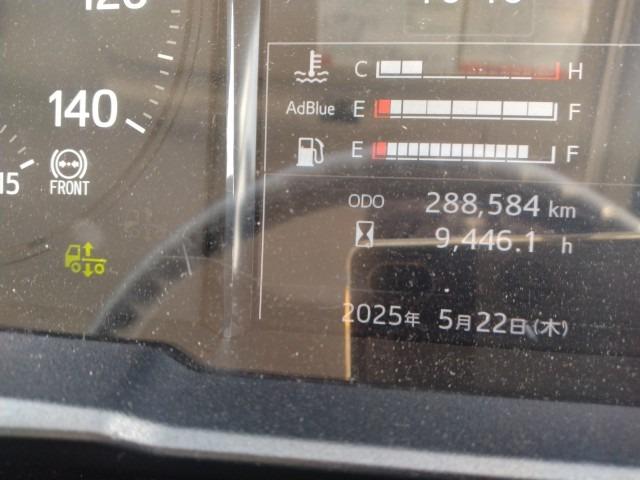 120
140
15
FRONT
C H
AdBlue E F
E F
ODO 288,584 km
9,446.1 h
2025年 5月22日(木)